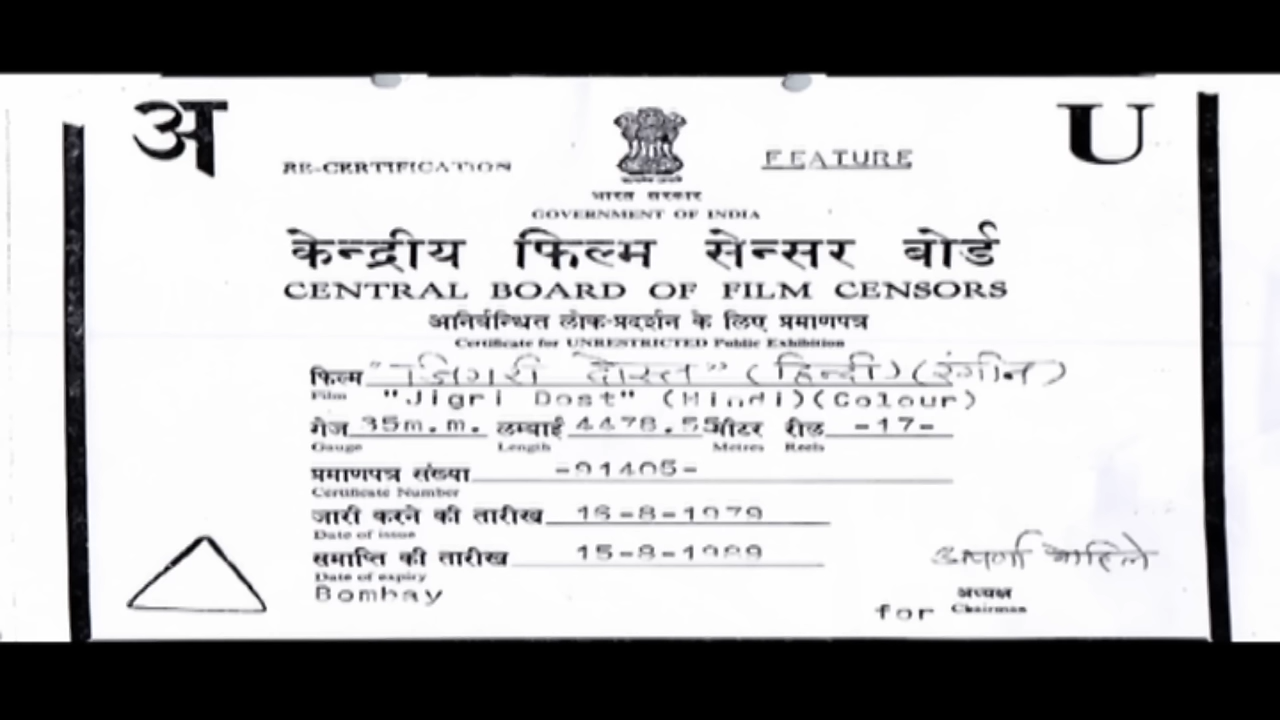 अ
U
RE-CERTIFICATION
FEATURE
भारत सरकार
GOVERNMENT OF INDIA
केन्द्रीय फिल्म सेन्सर बोर्ड
CENTRAL BOARD OF FILM CENSORS
अनिर्बन्धित लोक-प्रदर्शन के लिए प्रमाणपत्र
Certificate for UNRESTRICTED Public Exhibition
फिल्म "जिगरी दोस्त" (हिन्दी) (रंगीन)
Film "Jigri Dost" (Hindi)(Colour)
गेज 35m.m. लम्बाई 4478.55 मीटर रील -17-
Gauge Length Metres Reels
प्रमाणपत्र संख्या -91405-
Certificate Number
जारी करने की तारीख 16-8-1979
Date of issue
समाप्ति की तारीख 15-8-1989
Date of expiry
Bombay
अध्यक्ष
for Chairman